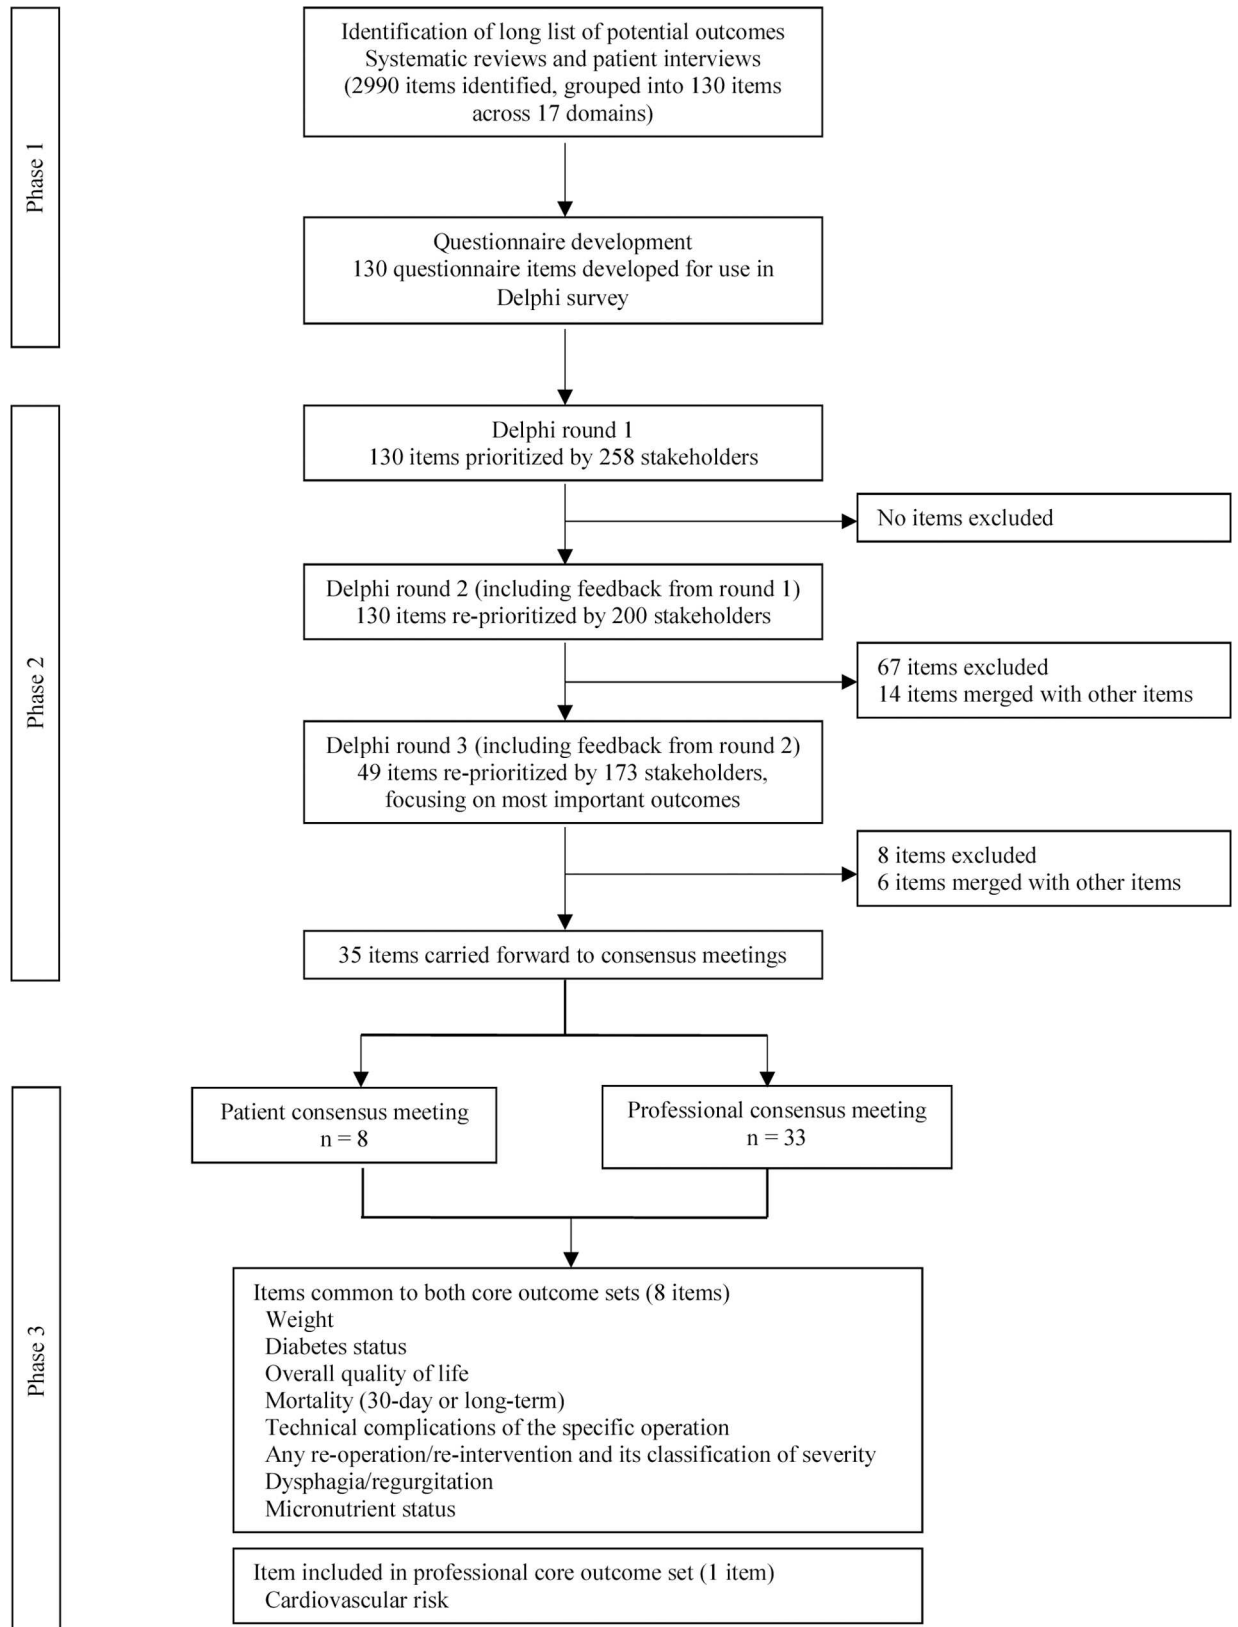 Phase 1
Identification of long list of potential outcomes
Systematic reviews and patient interviews
(2990 items identified, grouped into 130 items
across 17 domains)
Questionnaire development
130 questionnaire items developed for use in
Delphi survey
Phase 2
Delphi round 1
130 items prioritized by 258 stakeholders
No items excluded
Delphi round 2 (including feedback from round 1)
130 items re-prioritized by 200 stakeholders
67 items excluded
14 items merged with other items
Delphi round 3 (including feedback from round 2)
49 items re-prioritized by 173 stakeholders,
focusing on most important outcomes
8 items excluded
6 items merged with other items
35 items carried forward to consensus meetings
Phase 3
Patient consensus meeting
n = 8
Professional consensus meeting
n = 33
Items common to both core outcome sets (8 items)
Weight
Diabetes status
Overall quality of life
Mortality (30-day or long-term)
Technical complications of the specific operation
Any re-operation/re-intervention and its classification of severity
Dysphagia/regurgitation
Micronutrient status
Item included in professional core outcome set (1 item)
Cardiovascular risk